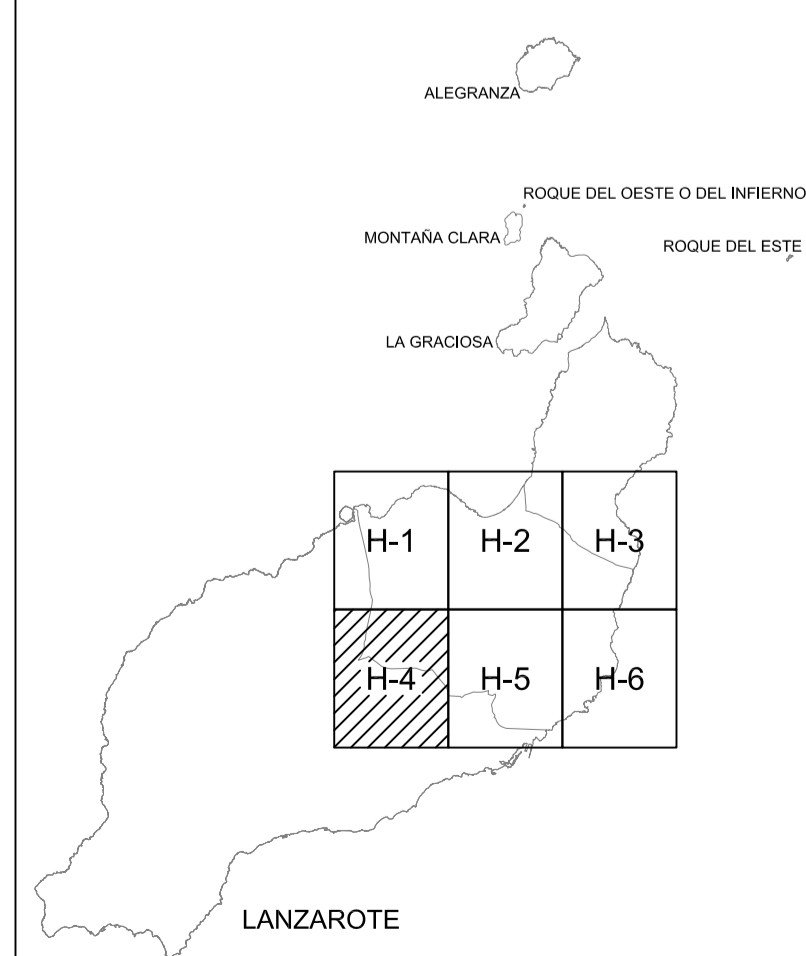 ALEGRANZA
ROQUE DEL OESTE O DEL INFIERNO
MONTAÑA CLARA
ROQUE DEL ESTE
LA GRACIOSA
H-1 H-2 H-3
H-4 H-5 H-6
LANZAROTE